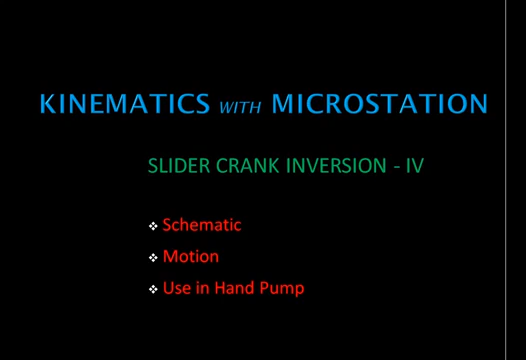 KINEMATICS WITH MICROSTATION
SLIDER CRANK INVERSION - IV
❖ Schematic
❖ Motion
❖ Use in Hand Pump